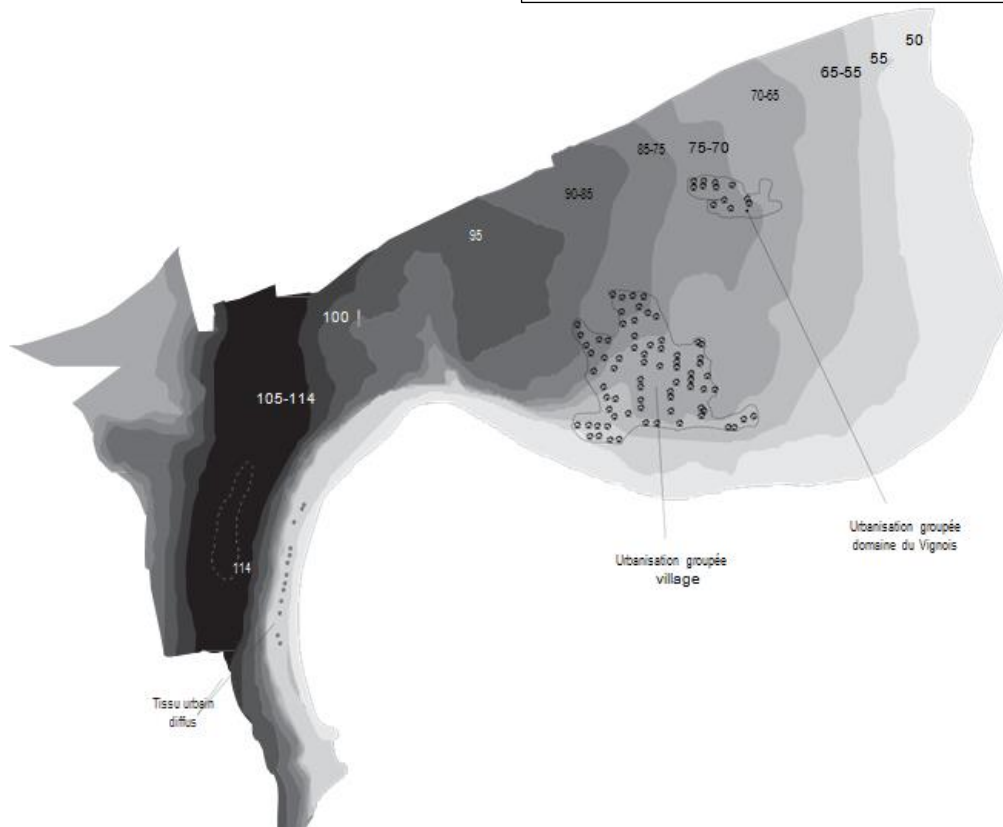 50
55
65-55
70-65
85-75
75-70
90-85
95
100
105-114
114
Urbanisation groupée
domaine du Vignois
Urbanisation groupée
village
Tissu urbain
diffus